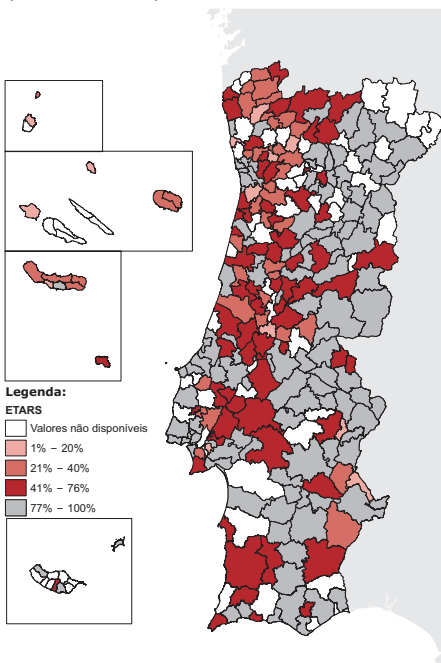 Legenda:
ETARS
Valores não disponíveis
1% – 20%
21% – 40%
41% – 76%
77% – 100%